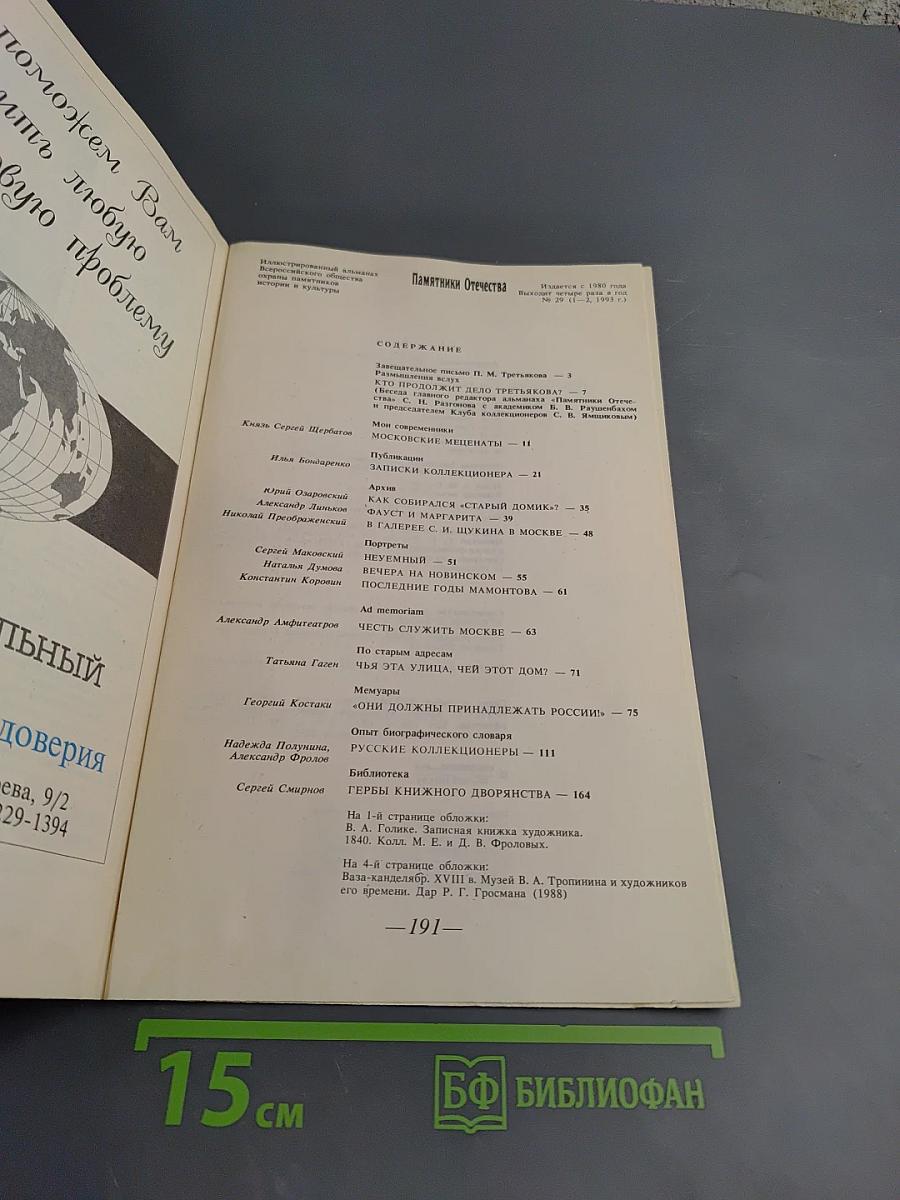 поможем Вам
ить любую
овую проблему
ЛЬНЫЙ
доверия
ева, 9/2
229-1394
Иллюстрированный альманах
Всероссийского общества
охраны памятников
истории и культуры
Памятники Отечества
Издается с 1980 года
Выходит четыре раза в год
№ 29 (1—2, 1993 г.)
СОДЕРЖАНИЕ
Завещательное письмо П. М. Третьякова — 3
Размышления вслух
КТО ПРОДОЛЖИТ ДЕЛО ТРЕТЬЯКОВА? — 7
(Беседа главного редактора альманаха «Памятники Отече-
ства» С. Н. Разгонова с академиком Б. В. Раушенбахом
и председателем Клуба коллекционеров С. В. Ямщиковым)
Мои современники
Князь Сергей Щербатов МОСКОВСКИЕ МЕЦЕНАТЫ — 11
Публикации
Илья Бондаренко ЗАПИСКИ КОЛЛЕКЦИОНЕРА — 21
Архив
Юрий Озаровский КАК СОБИРАЛСЯ «СТАРЫЙ ДОМИК»? — 35
Александр Линьков ФАУСТ И МАРГАРИТА — 39
Николай Преображенский В ГАЛЕРЕЕ С. И. ЩУКИНА В МОСКВЕ — 48
Портреты
Сергей Маковский НЕУЕМНЫЙ — 51
Наталья Думова ВЕЧЕРА НА НОВИНСКОМ — 55
Константин Коровин ПОСЛЕДНИЕ ГОДЫ МАМОНТОВА — 61
Ad memoriam
Александр Амфитеатров ЧЕСТЬ СЛУЖИТЬ МОСКВЕ — 63
По старым адресам
Татьяна Гаген ЧЬЯ ЭТА УЛИЦА, ЧЕЙ ЭТОТ ДОМ? — 71
Мемуары
Георгий Костаки «ОНИ ДОЛЖНЫ ПРИНАДЛЕЖАТЬ РОССИИ!» — 75
Опыт биографического словаря
Надежда Полунина, РУССКИЕ КОЛЛЕКЦИОНЕРЫ — 111
Александр Фролов
Библиотека
Сергей Смирнов ГЕРБЫ КНИЖНОГО ДВОРЯНСТВА — 164
На 1-й странице обложки:
В. А. Голике. Записная книжка художника.
1840. Колл. М. Е. и Д. В. Фроловых.
На 4-й странице обложки:
Ваза-канделябр. XVIII в. Музей В. А. Тропинина и художников
его времени. Дар Р. Г. Гросмана (1988)
—191—
15 см
БФ БИБЛИОФАН